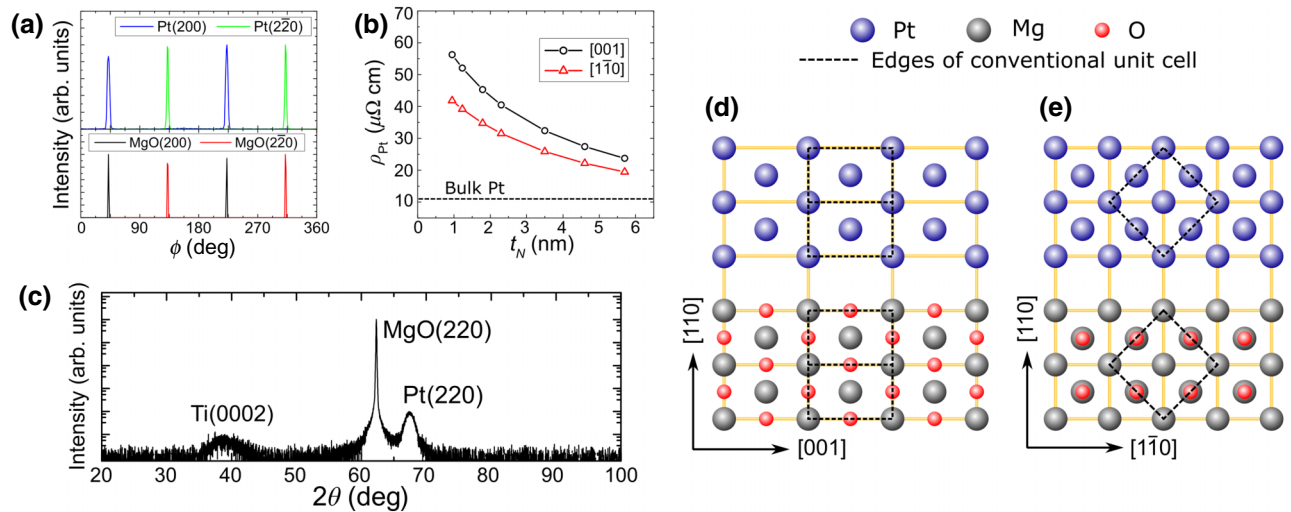 (a)
Pt(200) Pt(22̅0)
MgO(200) MgO(22̅0)
Intensity (arb. units)
0 90 180 270 360
ϕ (deg)
(b)
[001]
[11̅0]
70
60
50
40
30
20
10
ρPt (μΩ cm)
Bulk Pt
0 1 2 3 4 5 6
tN (nm)
Pt Mg O
Edges of conventional unit cell
(c)
Intensity (arb. units)
Ti(0002)
MgO(220)
Pt(220)
20 30 40 50 60 70 80 90 100
2θ (deg)
(d)
[110]
[001]
(e)
[110]
[11̅0]